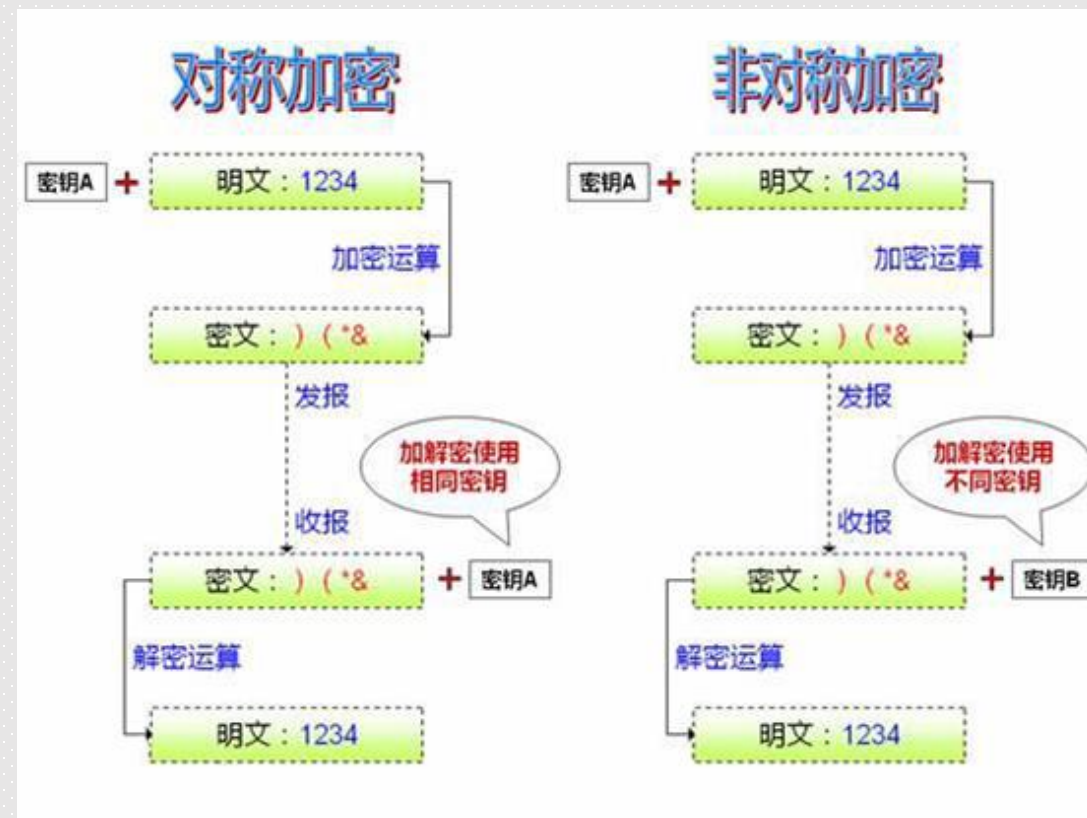 对称加密
密钥A + 明文：1234
加密运算
密文：）（*&
发报
加解密使用
相同密钥
收报
密文：）（*& + 密钥A
解密运算
明文：1234
非对称加密
密钥A + 明文：1234
加密运算
密文：）（*&
发报
加解密使用
不同密钥
收报
密文：）（*& + 密钥B
解密运算
明文：1234